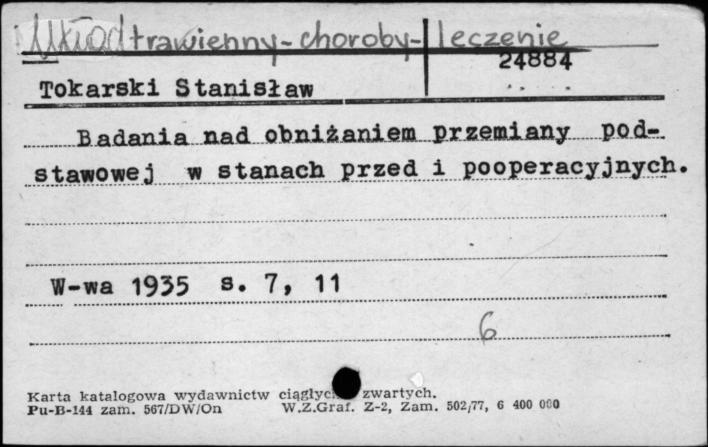 Układ trawienny - choroby - leczenie
24884
Tokarski Stanisław
Badania nad obniżaniem przemiany pod-
stawowej w stanach przed i pooperacyjnych.
W-wa 1935 s. 7, 11
6
Karta katalogowa wydawnictw ciągłych zwartych.
Pu-B-144 zam. 567/DW/On W.Z.Graf. Z-2, Zam. 502/77, 6 400 000